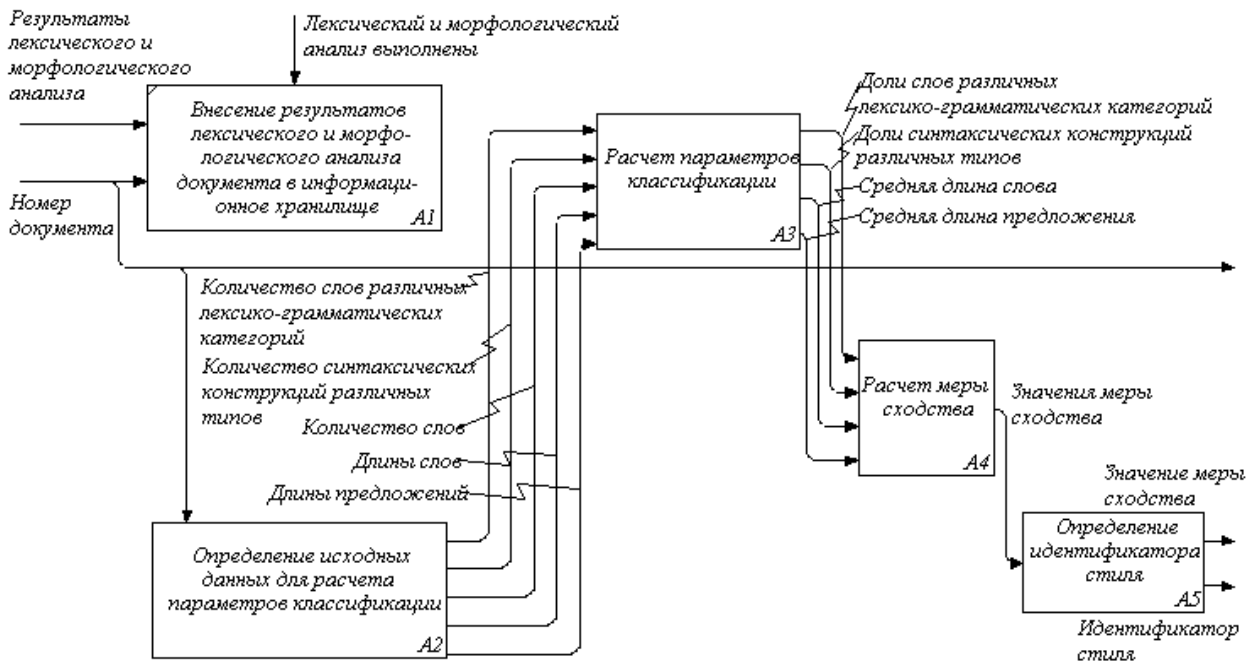 Результаты
лексического и
морфологического
анализа
Лексический и морфологический
анализ выполнены
Внесение результатов
лексического и морфо-
логического анализа
документа в информаци-
онное хранилище
A1
Номер
документа
Расчет параметров
классификации
A3
Доли слов различных
лексико-грамматических категорий
Доли синтаксических конструкций
различных типов
Средняя длина слова
Средняя длина предложения
Количество слов различных
лексико-грамматических
категорий
Количество синтаксических
конструкций различных
типов
Количество слов
Длины слов
Длины предложений
Определение исходных
данных для расчета
параметров классификации
A2
Расчет меры
сходства
A4
Значения меры
сходства
Значение меры
сходства
Определение
идентификатора
стиля
A5
Идентификатор
стиля